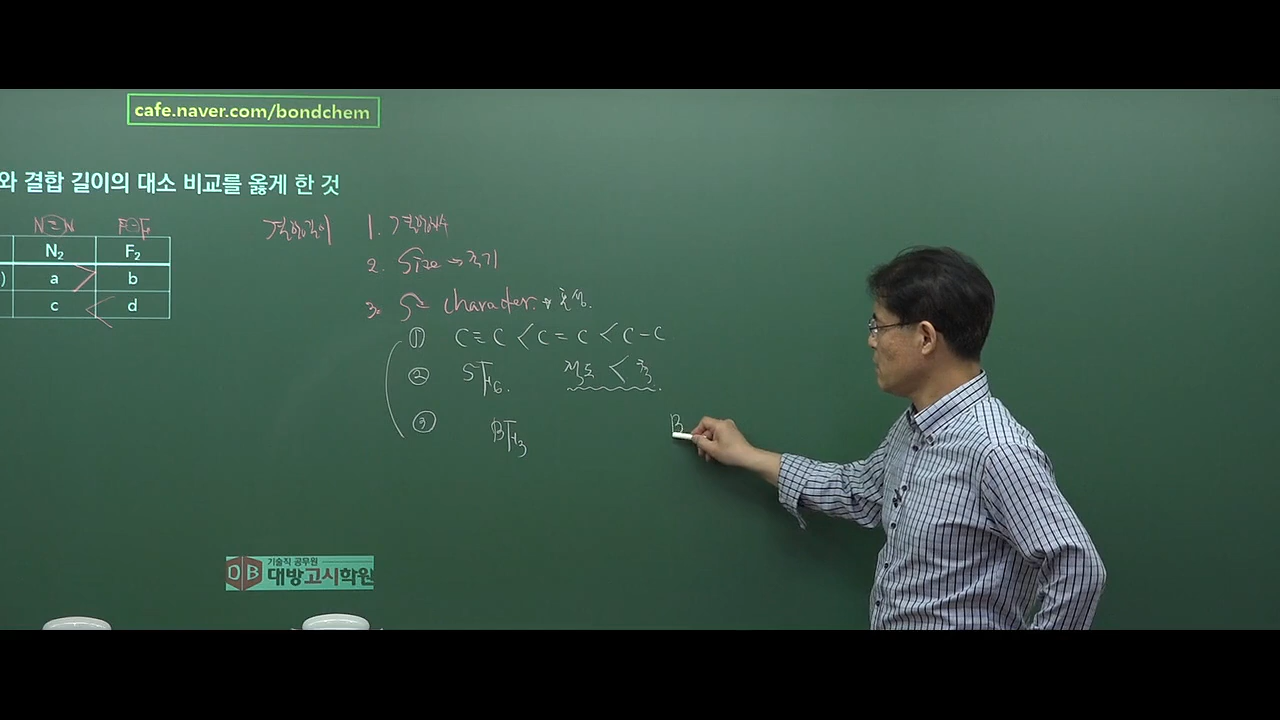 cafe.naver.com/bondchem
와 결합 길이의 대소 비교를 옳게 한 것
N≡N F-F
N₂ F₂
) a > b
c < d
결합길이 1. 결합차수
2. Size → 크기
3. S- character →
① C≡C < C=C < C-C
② SF₆.
③ BF₃ B
기술직 공무원
DB 대방고시학원